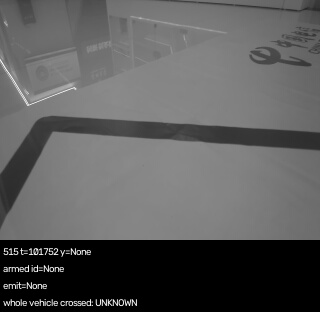 515 t=101752 y=None
armed id=None
emit=None
whole vehicle crossed: UNKNOWN